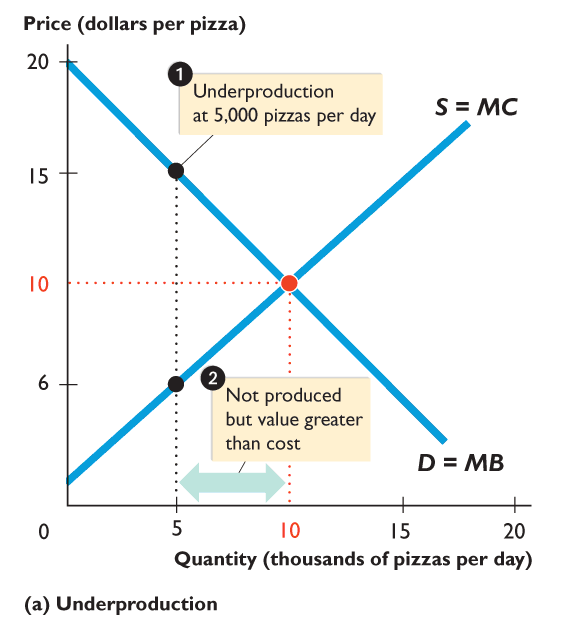 Price (dollars per pizza)
20
1
Underproduction
at 5,000 pizzas per day
S = MC
15
10
6
2
Not produced
but value greater
than cost
D = MB
0
5
10
15
20
Quantity (thousands of pizzas per day)
(a) Underproduction